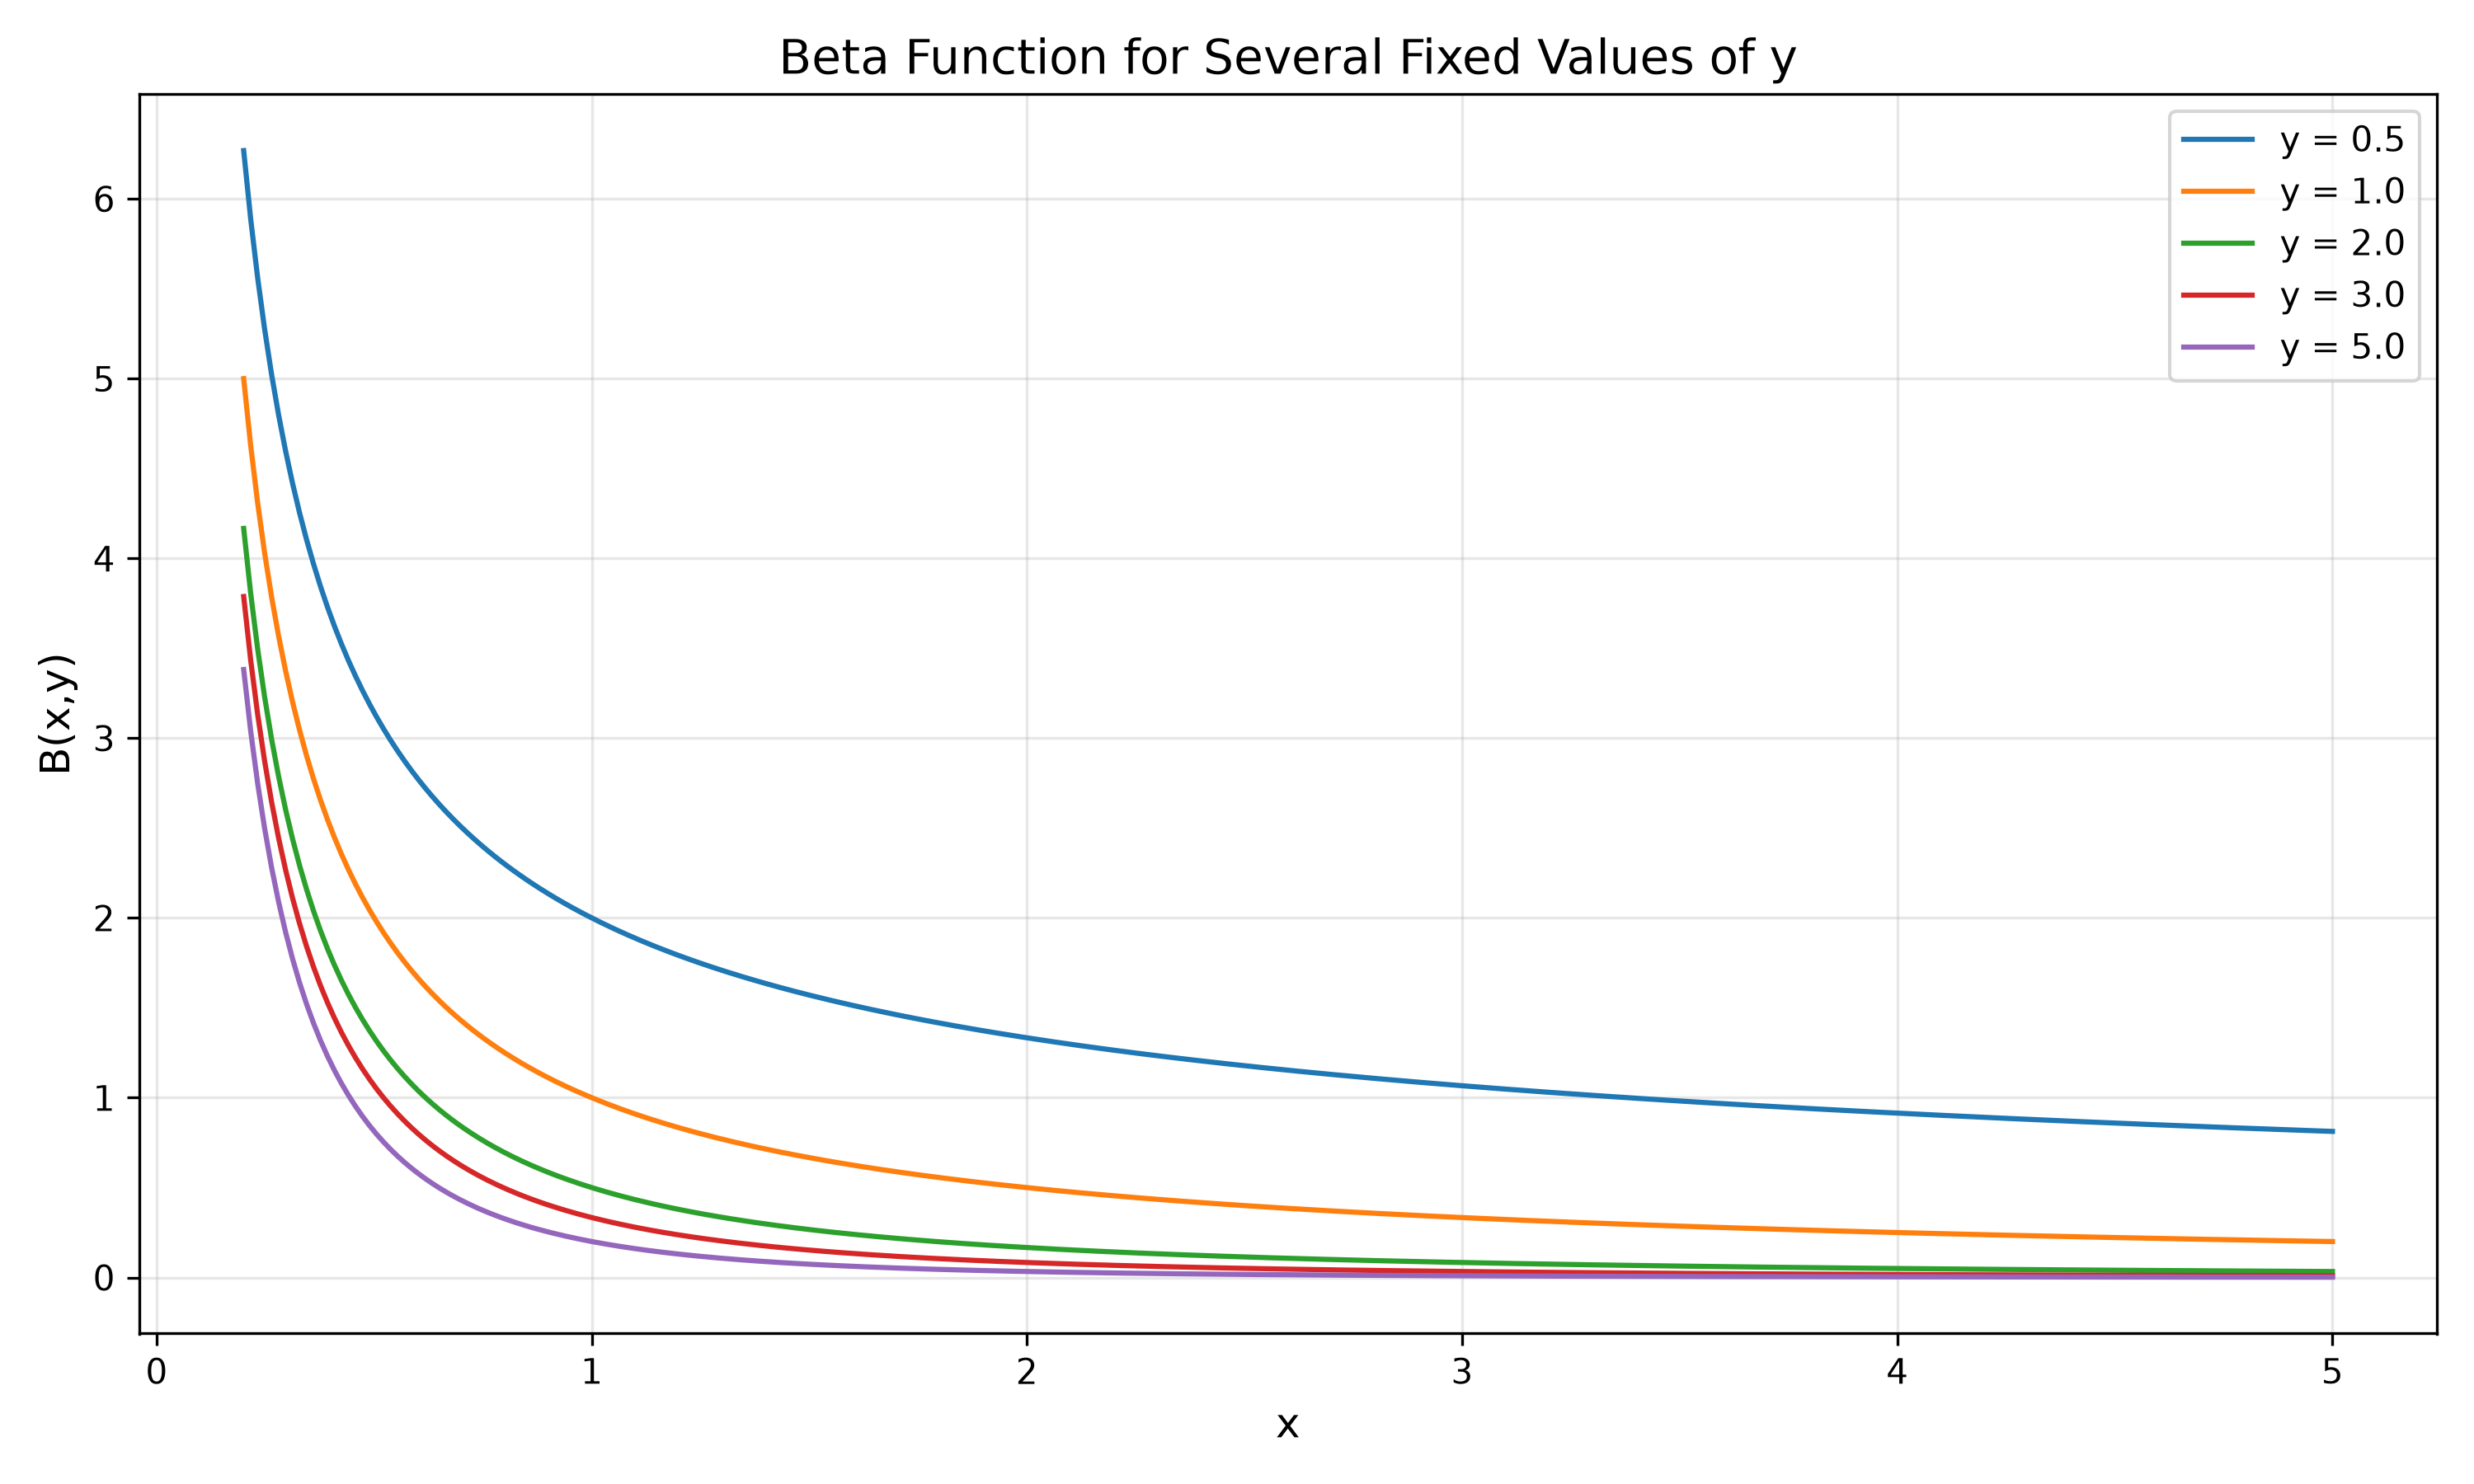 Beta Function for Several Fixed Values of y
y = 0.5
y = 1.0
y = 2.0
y = 3.0
y = 5.0
6
5
4
3
2
1
0
B(x,y)
0 1 2 3 4 5
x